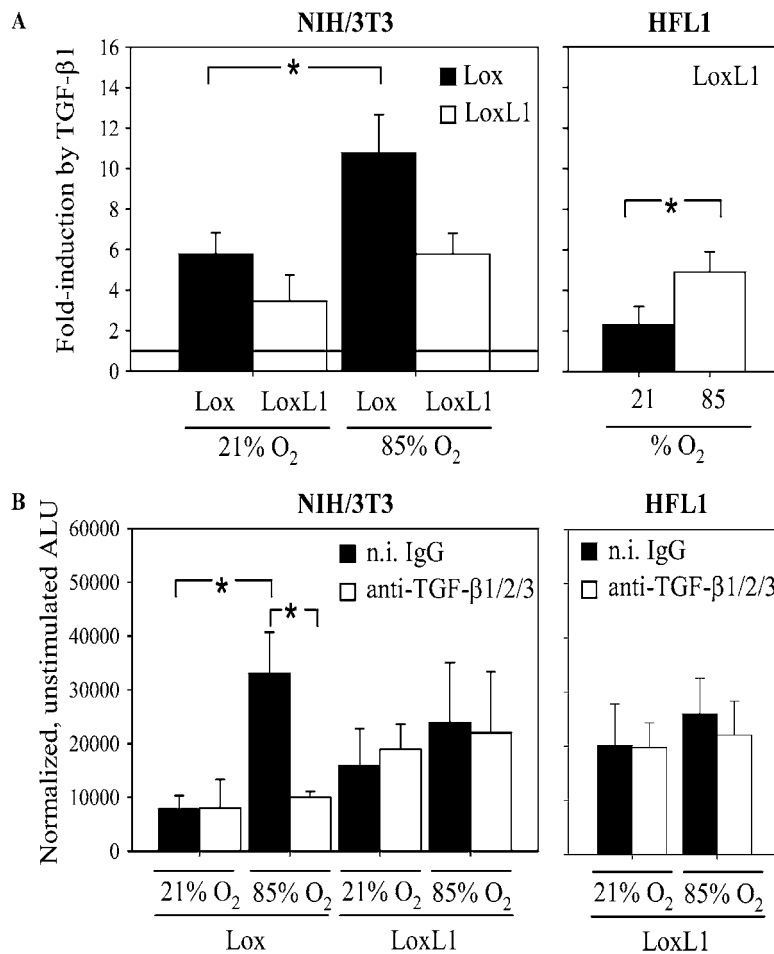 A
NIH/3T3
HFL1
Fold-induction by TGF-β1
16
14
12
10
8
6
4
2
0
*
Lox
LoxL1
LoxL1
*
Lox LoxL1 Lox LoxL1
21% O₂ 85% O₂
21 85
% O₂
B
NIH/3T3
HFL1
Normalized, unstimulated ALU
60000
50000
40000
30000
20000
10000
0
n.i. IgG
anti-TGF-β1/2/3
*
*
n.i. IgG
anti-TGF-β1/2/3
21% O₂ 85% O₂ 21% O₂ 85% O₂
Lox LoxL1
21% O₂ 85% O₂
LoxL1